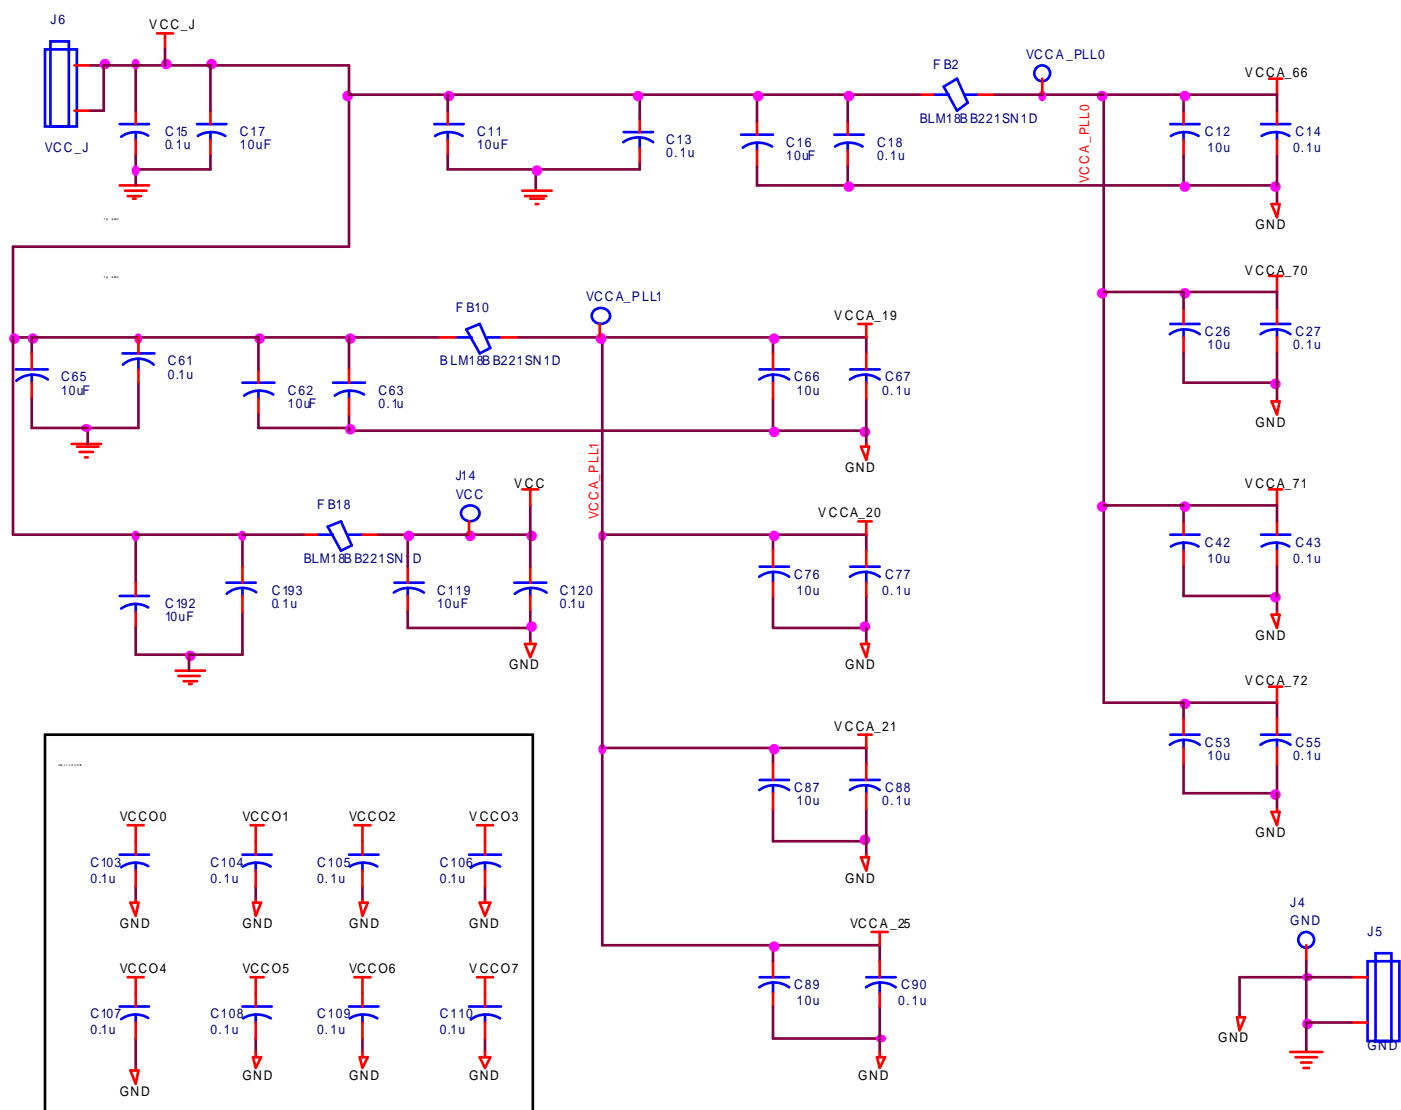 J6
VCC_J
VCC_J
C15
0.1u
C17
10uF
C11
10uF
C13
0.1u
C16
10uF
C18
0.1u
FB2
BLM18BB221SN1D
VCCA_PLL0
VCCA_PLL0
VCCA_66
C12
10u
C14
0.1u
GND
VCCA_70
C26
10u
C27
0.1u
GND
C65
10uF
C61
0.1u
C62
10uF
C63
0.1u
FB10
BLM18BB221SN1D
VCCA_PLL1
VCCA_PLL1
VCCA_19
C66
10u
C67
0.1u
GND
VCCA_71
C42
10u
C43
0.1u
GND
C192
10uF
C193
0.1u
FB18
BLM18BB221SN1D
J14
VCC
VCC
C119
10uF
C120
0.1u
GND
VCCA_20
C76
10u
C77
0.1u
GND
VCCA_72
C53
10u
C55
0.1u
GND
VCCA_21
C87
10u
C88
0.1u
GND
VCCA_25
C89
10u
C90
0.1u
GND
VCCO0
C103
0.1u
GND
VCCO1
C104
0.1u
GND
VCCO2
C105
0.1u
GND
VCCO3
C106
0.1u
GND
VCCO4
C107
0.1u
GND
VCCO5
C108
0.1u
GND
VCCO6
C109
0.1u
GND
VCCO7
C110
0.1u
GND
J4
GND
J5
GND
GND